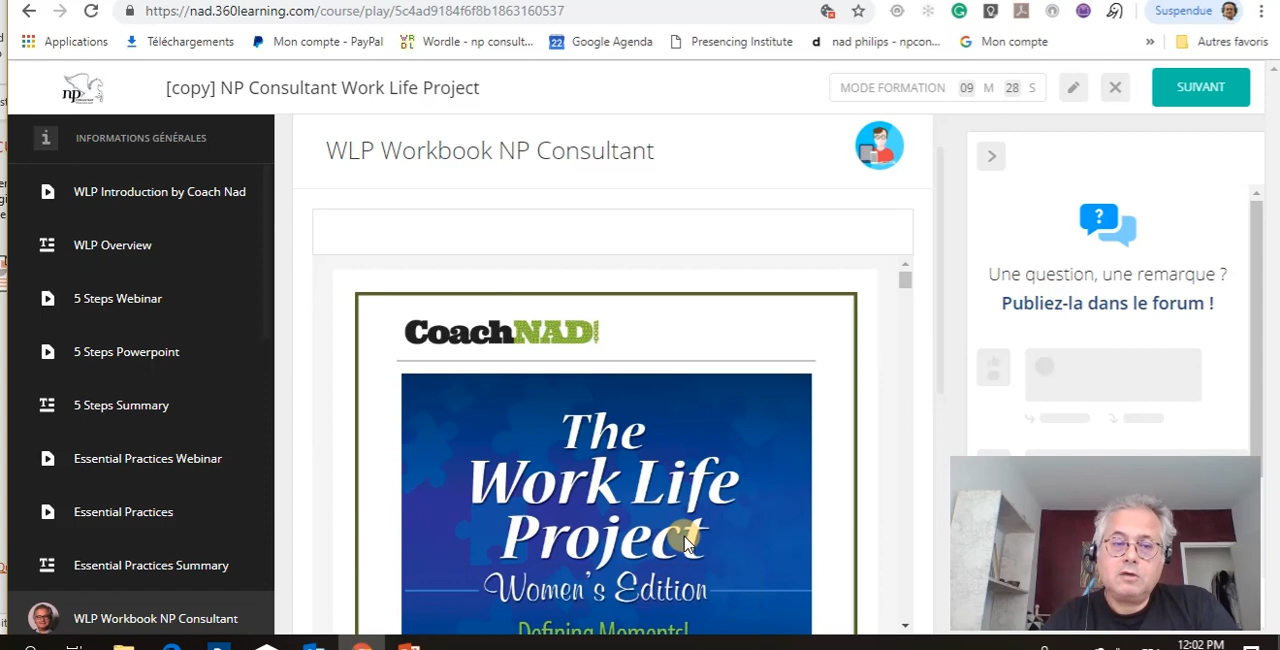 https://nad.360learning.com/course/play/5c4ad9184f6f8b1863160537
Suspendue
Applications
Téléchargements
Mon compte - PayPal
Wordle - np consult...
22 Google Agenda
Presencing Institute
d nad philips - npcon...
Mon compte
»
Autres favoris
np
[copy] NP Consultant Work Life Project
MODE FORMATION 09 M 28 S
SUIVANT
INFORMATIONS GÉNÉRALES
WLP Introduction by Coach Nad
WLP Overview
5 Steps Webinar
5 Steps Powerpoint
5 Steps Summary
Essential Practices Webinar
Essential Practices
Essential Practices Summary
WLP Workbook NP Consultant
WLP Workbook NP Consultant
CoachNAD!
The
Work Life
Project
Women's Edition
Defining Moments!
?
Une question, une remarque ?
Publiez-la dans le forum !
12:02 PM